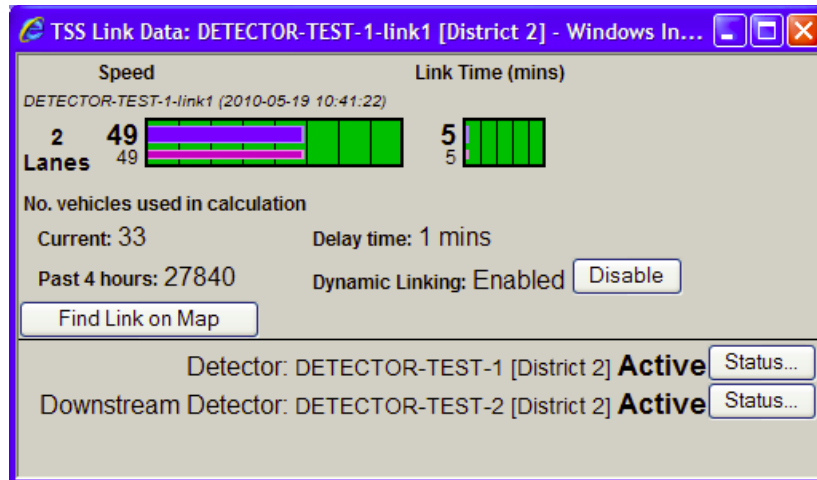 TSS Link Data: DETECTOR-TEST-1-link1 [District 2] - Windows In...
Speed Link Time (mins)
DETECTOR-TEST-1-link1 (2010-05-19 10:41:22)
2 Lanes 49 49 5 5
No. vehicles used in calculation
Current: 33 Delay time: 1 mins
Past 4 hours: 27840 Dynamic Linking: Enabled Disable
Find Link on Map
Detector: DETECTOR-TEST-1 [District 2] Active Status...
Downstream Detector: DETECTOR-TEST-2 [District 2] Active Status...